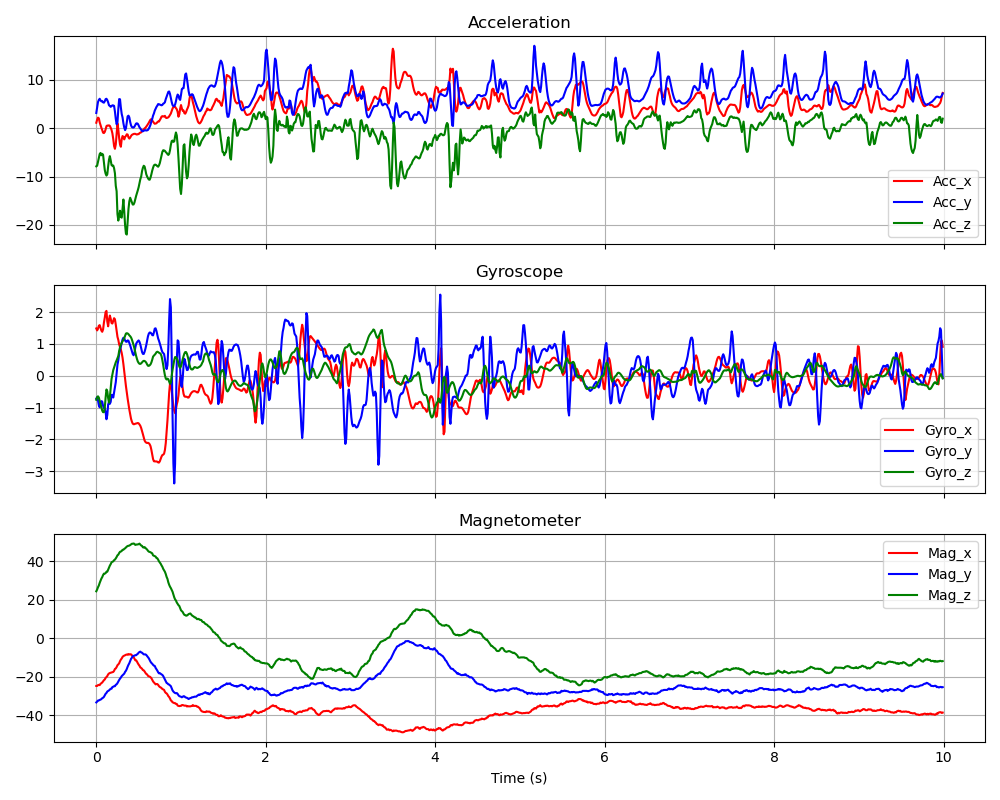 Acceleration
10
0
−10
−20
Acc_x
Acc_y
Acc_z
Gyroscope
2
1
0
−1
−2
−3
Gyro_x
Gyro_y
Gyro_z
Magnetometer
40
20
0
−20
−40
Mag_x
Mag_y
Mag_z
0 2 4 6 8 10
Time (s)